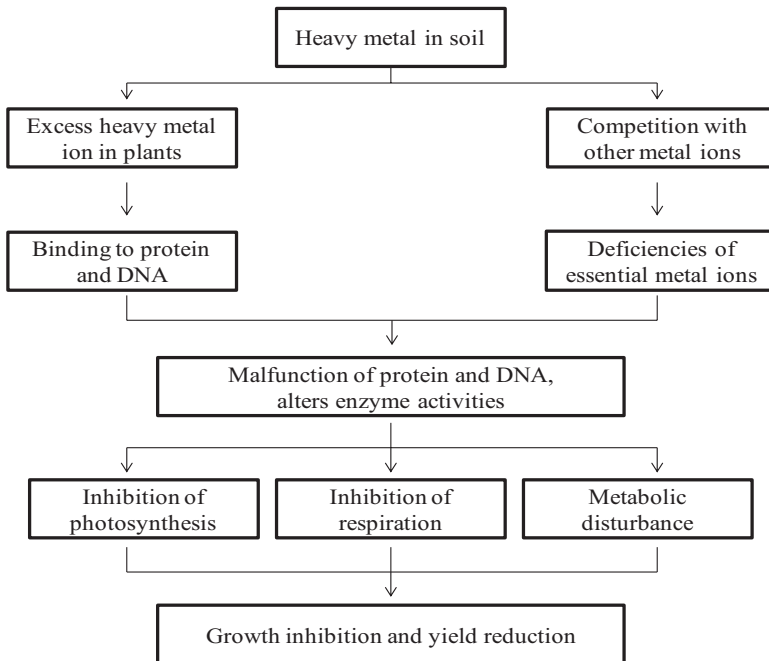 Heavy metal in soil
Excess heavy metal
ion in plants
Competition with
other metal ions
Binding to protein
and DNA
Deficiencies of
essential metal ions
Malfunction of protein and DNA,
alters enzyme activities
Inhibition of
photosynthesis
Inhibition of
respiration
Metabolic
disturbance
Growth inhibition and yield reduction